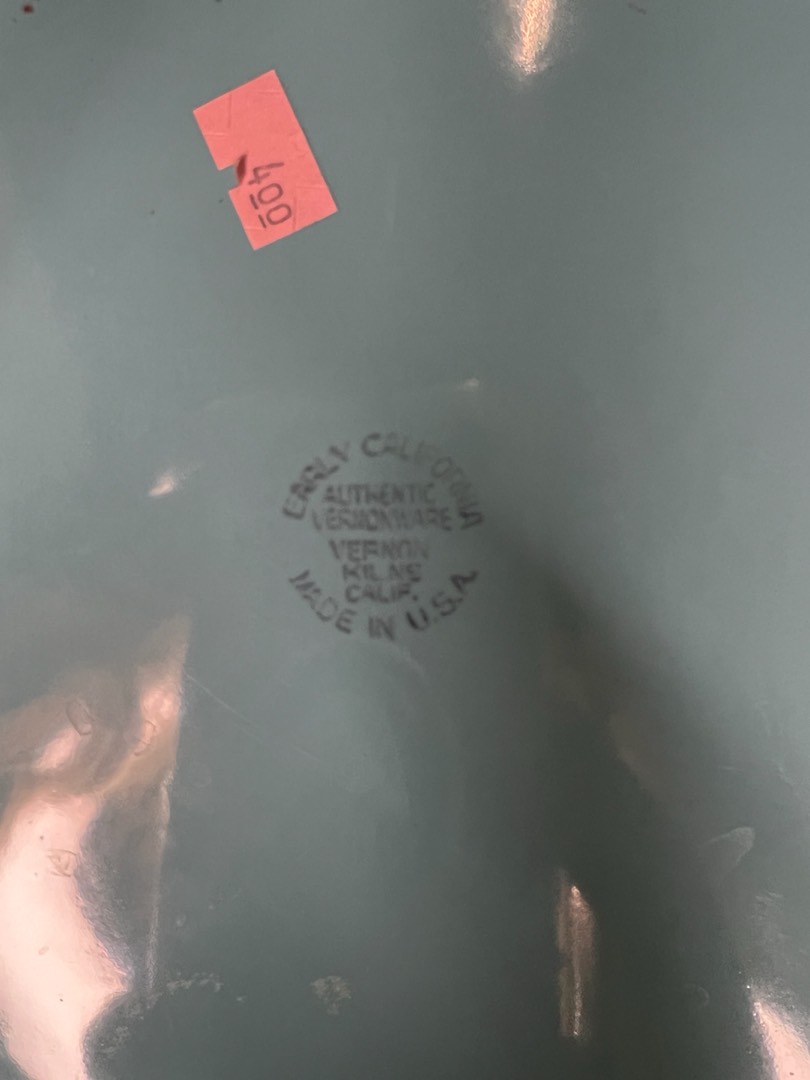 400
EARLY CALIFORNIA
AUTHENTIC
VERNONWARE
VERNON
KILNS
CALIF.
MADE IN U.S.A.